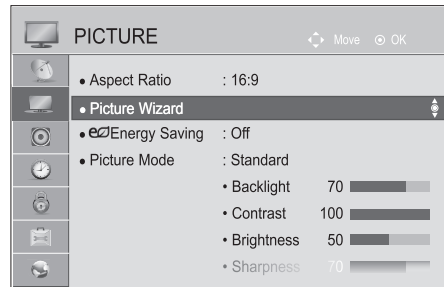 PICTURE
Move OK
• Aspect Ratio : 16:9
• Picture Wizard
• Energy Saving : Off
• Picture Mode : Standard
• Backlight 70
• Contrast 100
• Brightness 50
• Sharpness 70